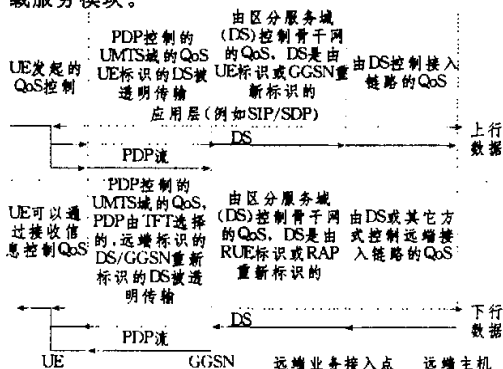 载服务模块。
UE发起的
QoS控制
PDP控制的
UMTS域的QoS
UE标识的DS被
透明传输
由区分服务域
(DS)控制骨干网
的QoS, DS是由
UE标识或GGSN重
新标识的
由DS控制接入
链路的QoS
应用层(例如SIP/SDP)
DS
PDP流
上行
数据
UE可以通
过接收信
息控制QoS
PDP控制的
UMTS域的QoS,
PDP由TFT选择
的,远端标识的
DS/GGSN重新
标识的DS被透
明传输
由区分服务域
(DS)控制骨干网
的QoS, DS是由
RUE标识或RAP
重新标识的
由DS或其它方
式控制远端接
入链路的QoS
DS
PDP流
下行
数据
UE GGSN 远端业务接入点 远端主机